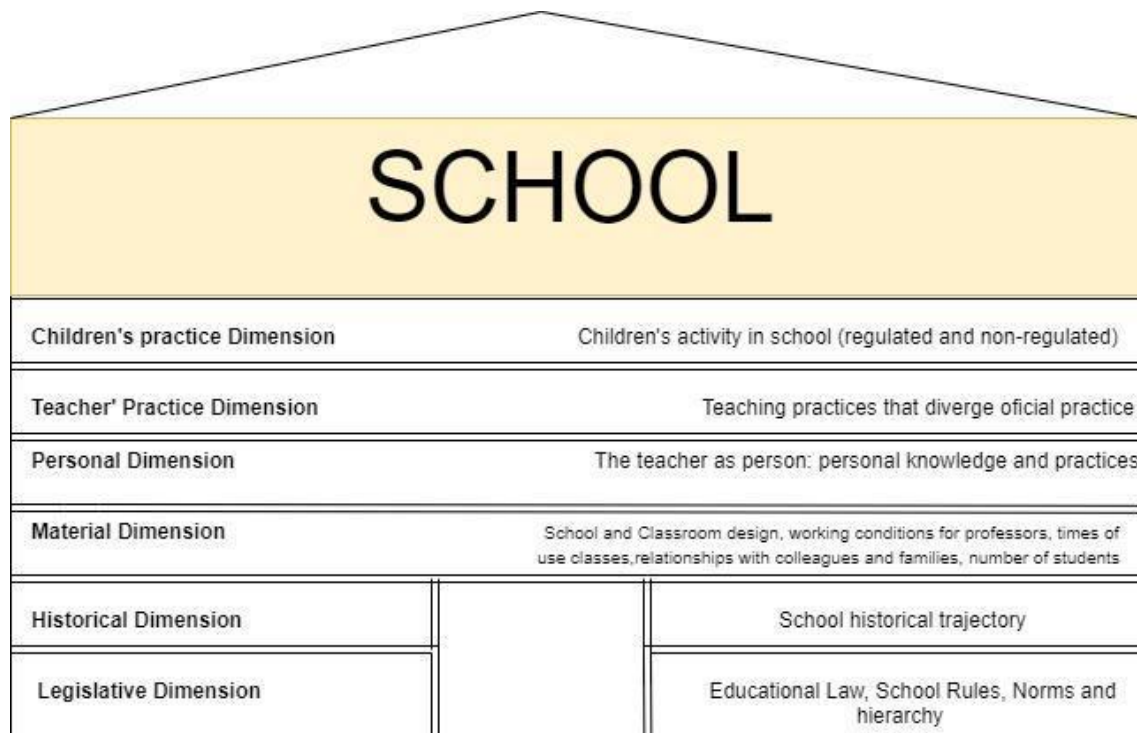 SCHOOL
Children's practice Dimension
Children's activity in school (regulated and non-regulated)
Teacher' Practice Dimension
Teaching practices that diverge oficial practice
Personal Dimension
The teacher as person: personal knowledge and practices
Material Dimension
School and Classroom design, working conditions for professors, times of
use classes,relationships with colleagues and families, number of students
Historical Dimension
School historical trajectory
Legislative Dimension
Educational Law, School Rules, Norms and
hierarchy